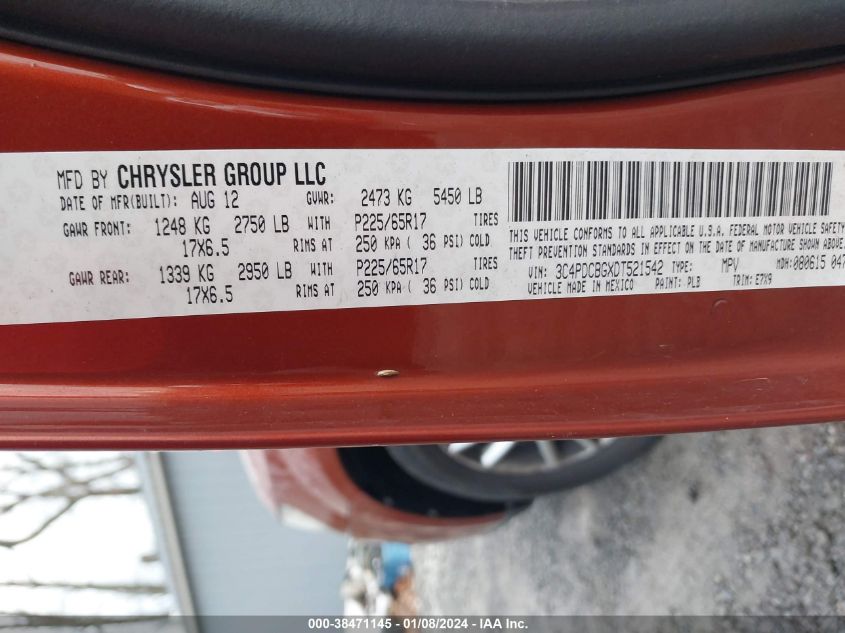 MFD BY CHRYSLER GROUP LLC
DATE OF MFR(BUILT): AUG 12 GVWR: 2473 KG 5450 LB
GAWR FRONT: 1248 KG 2750 LB WITH P225/65R17 TIRES
17X6.5 RIMS AT 250 KPA ( 36 PSI) COLD
GAWR REAR: 1339 KG 2950 LB WITH P225/65R17 TIRES
17X6.5 RIMS AT 250 KPA ( 36 PSI) COLD
THIS VEHICLE CONFORMS TO ALL APPLICABLE U.S.A. FEDERAL MOTOR VEHICLE SAFETY
THEFT PREVENTION STANDARDS IN EFFECT ON THE DATE OF MANUFACTURE SHOWN ABOVE.
VIN: 3C4PDCBGXDT521542 TYPE: MPV MDH: 080615 047
VEHICLE MADE IN MEXICO PAINT: PLB TRIM: E7X9
000-38471145 - 01/08/2024 - IAA Inc.